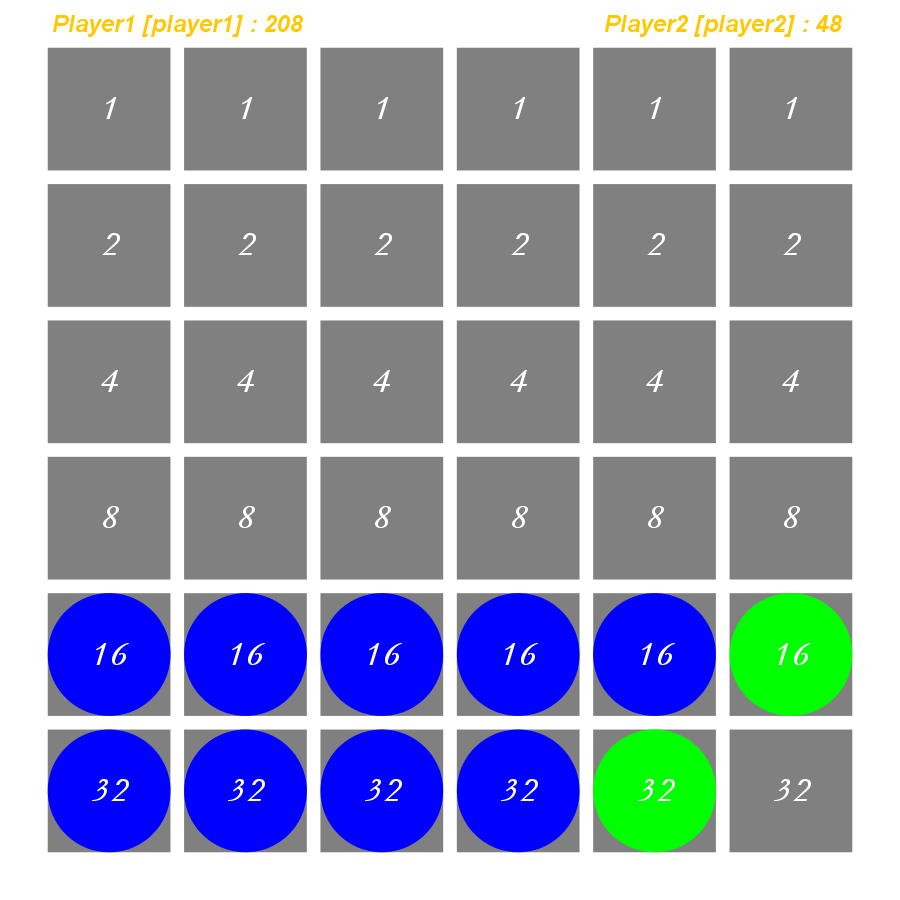 Player1 [player1] : 208 Player2 [player2] : 48
1 1 1 1 1 1
2 2 2 2 2 2
4 4 4 4 4 4
8 8 8 8 8 8
16 16 16 16 16 16
32 32 32 32 32 32